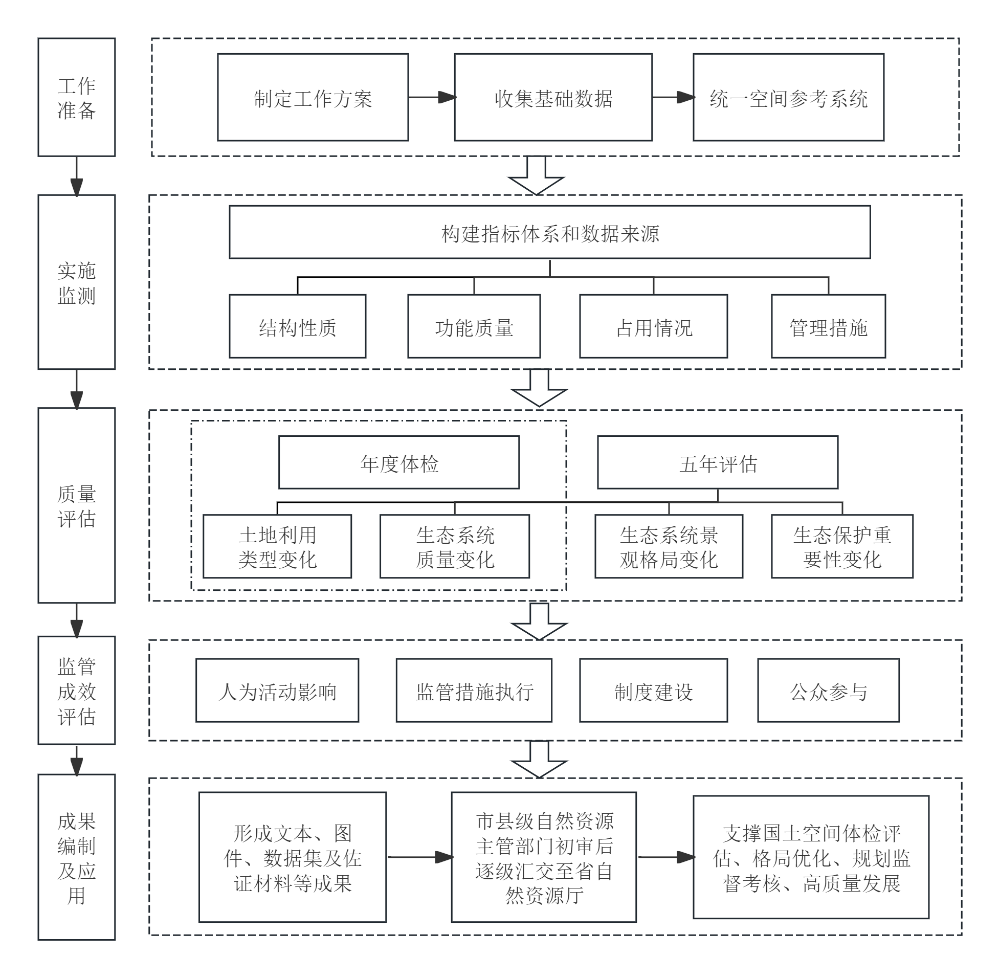 工作
准备
制定工作方案
收集基础数据
统一空间参考系统
实施
监测
构建指标体系和数据来源
结构性质
功能质量
占用情况
管理措施
质量
评估
年度体检
五年评估
土地利用
类型变化
生态系统
质量变化
生态系统景
观格局变化
生态保护重
要性变化
监管
成效
评估
人为活动影响
监管措施执行
制度建设
公众参与
成果
编制
及应
用
形成文本、图
件、数据集及佐
证材料等成果
市县级自然资源
主管部门初审后
逐级汇交至省自
然资源厅
支撑国土空间体检评
估、格局优化、规划监
督考核、高质量发展